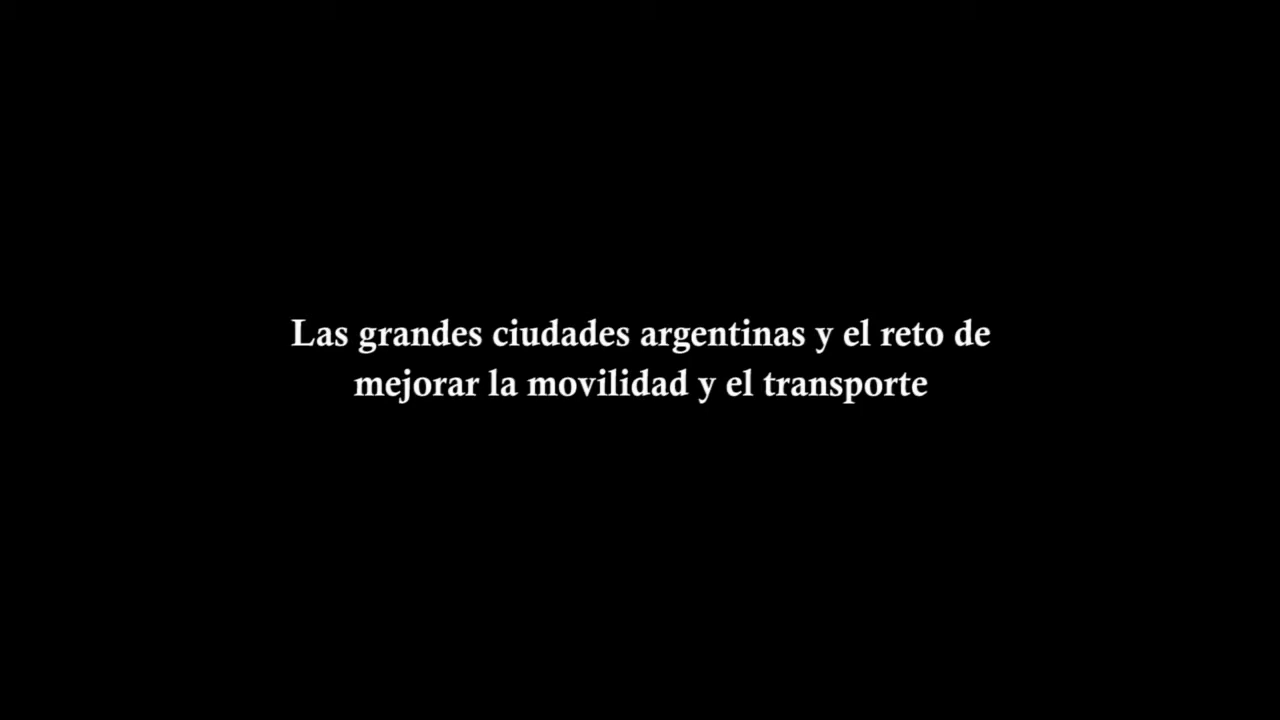 Las grandes ciudades argentinas y el reto de
mejorar la movilidad y el transporte